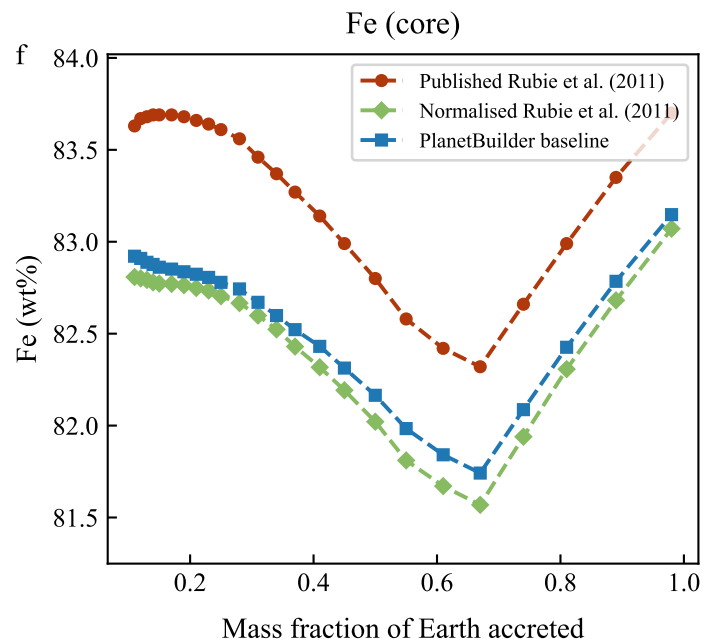 Fe (core)
f
84.0
83.5
83.0
82.5
82.0
81.5
Fe (wt%)
Published Rubie et al. (2011)
Normalised Rubie et al. (2011)
PlanetBuilder baseline
0.2 0.4 0.6 0.8 1.0
Mass fraction of Earth accreted